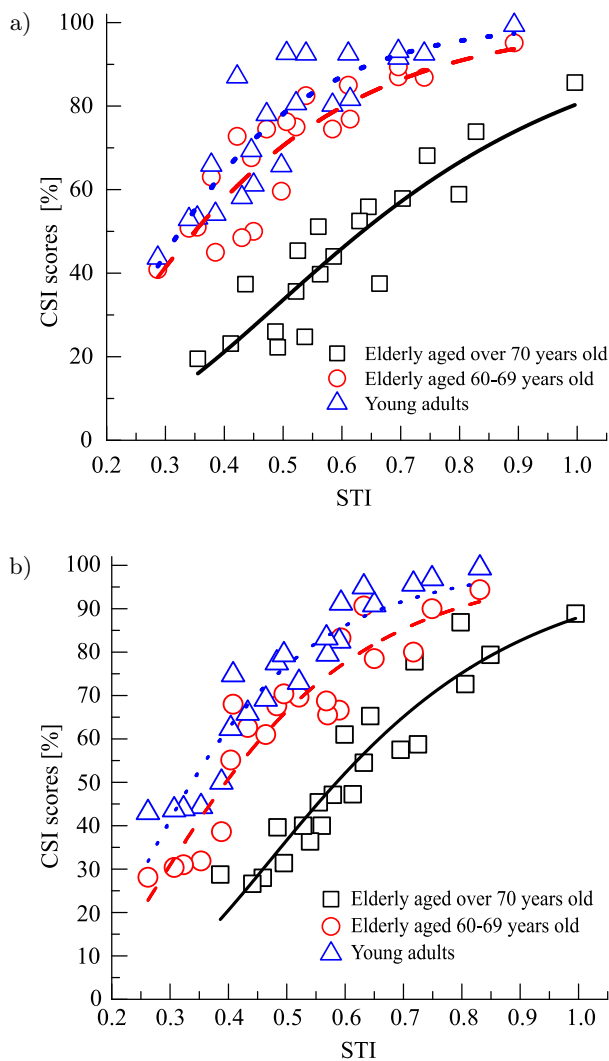 a)
100
80
60
40
20
0
CSI scores [%]
Elderly aged over 70 years old
Elderly aged 60-69 years old
Young adults
0.2 0.3 0.4 0.5 0.6 0.7 0.8 0.9 1.0
STI
b)
100
90
80
70
60
50
40
30
20
10
0
CSI scores [%]
Elderly aged over 70 years old
Elderly aged 60-69 years old
Young adults
0.2 0.3 0.4 0.5 0.6 0.7 0.8 0.9 1.0
STI